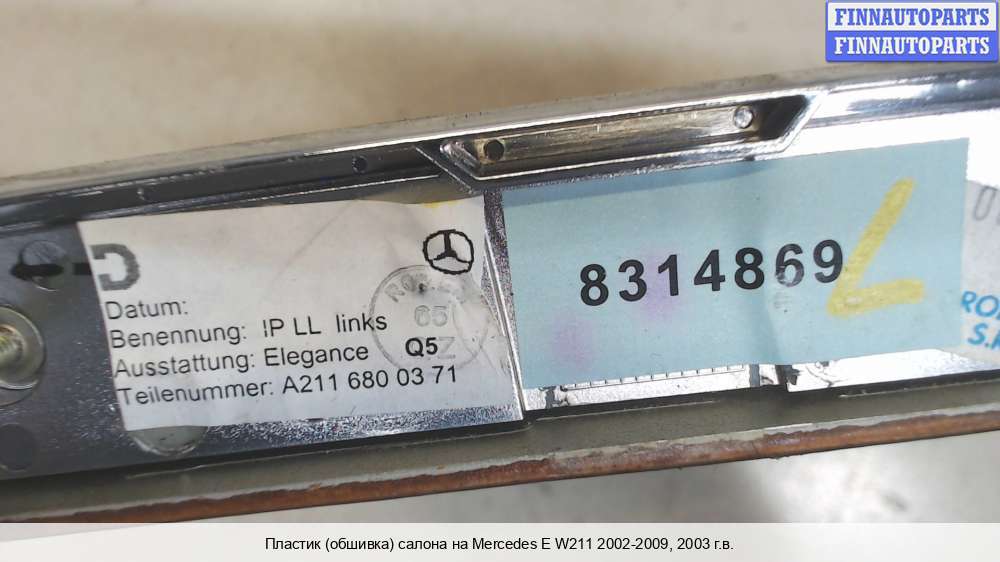 FINNAUTOPARTS
FINNAUTOPARTS
Datum:
Benennung: IP LL links
Ausstattung: Elegance Q5
Teilenummer: A211 680 03 71
65
8314869
L
Пластик (обшивка) салона на Mercedes E W211 2002-2009, 2003 г.в.